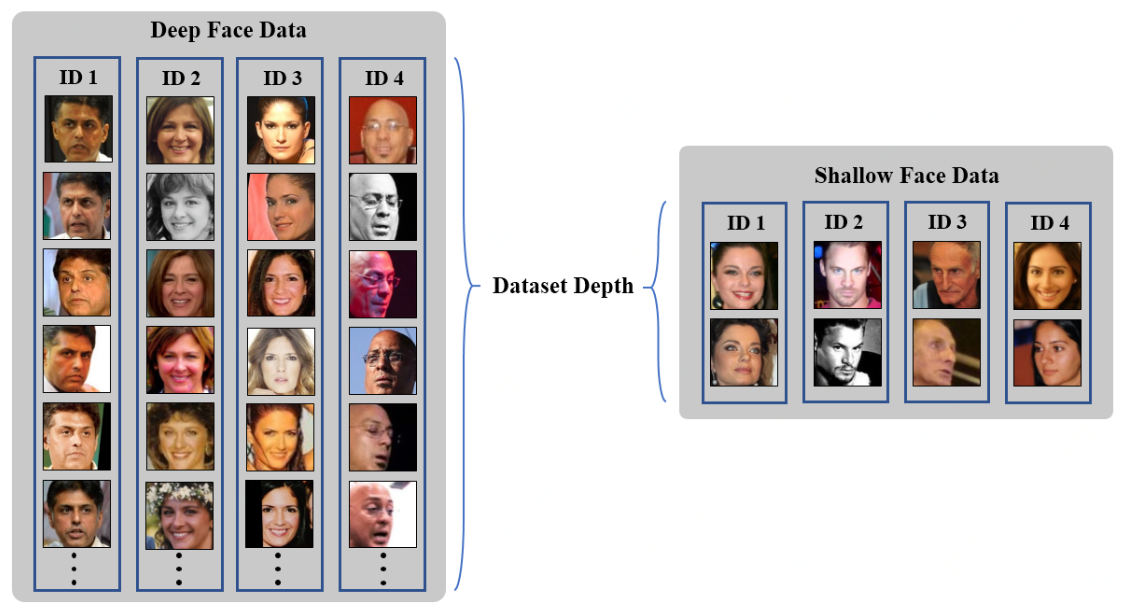 Deep Face Data
ID 1 ID 2 ID 3 ID 4
Dataset Depth
Shallow Face Data
ID 1 ID 2 ID 3 ID 4